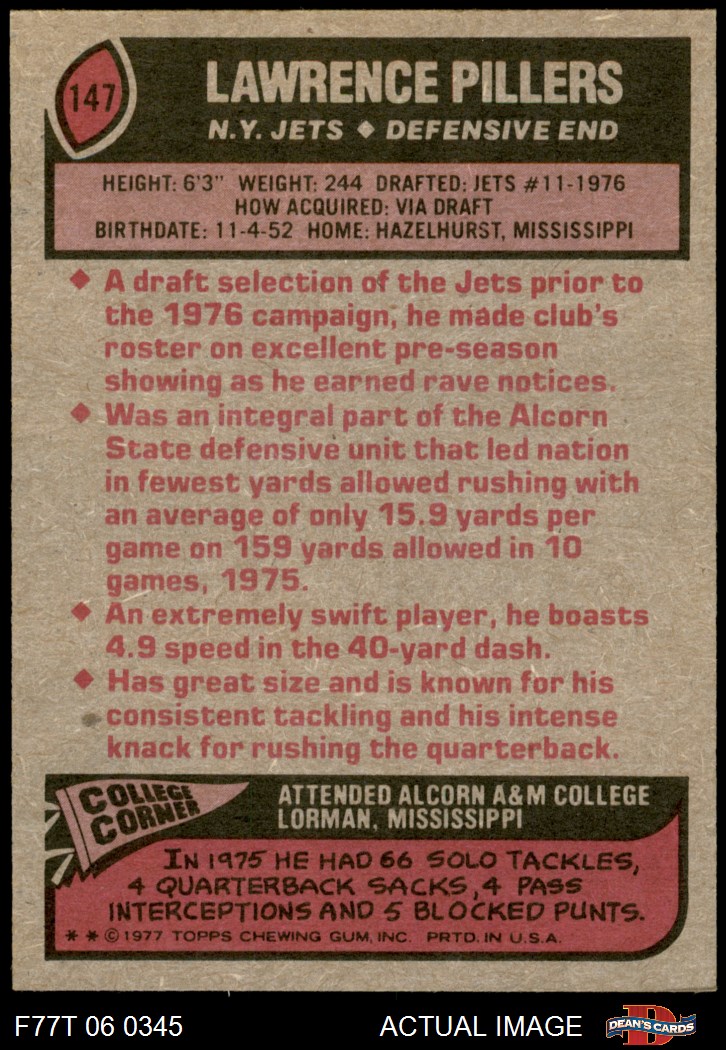 147
LAWRENCE PILLERS
N.Y. JETS ◆ DEFENSIVE END
HEIGHT: 6'3" WEIGHT: 244 DRAFTED: JETS #11-1976
HOW ACQUIRED: VIA DRAFT
BIRTHDATE: 11-4-52 HOME: HAZELHURST, MISSISSIPPI
◆ A draft selection of the Jets prior to
the 1976 campaign, he made club's
roster on excellent pre-season
showing as he earned rave notices.
◆ Was an integral part of the Alcorn
State defensive unit that led nation
in fewest yards allowed rushing with
an average of only 15.9 yards per
game on 159 yards allowed in 10
games, 1975.
◆ An extremely swift player, he boasts
4.9 speed in the 40-yard dash.
◆ Has great size and is known for his
consistent tackling and his intense
knack for rushing the quarterback.
COLLEGE
CORNER
ATTENDED ALCORN A&M COLLEGE
LORMAN, MISSISSIPPI
IN 1975 HE HAD 66 SOLO TACKLES,
4 QUARTERBACK SACKS, 4 PASS
INTERCEPTIONS AND 5 BLOCKED PUNTS.
* * © 1977 TOPPS CHEWING GUM, INC. PRTD. IN U.S.A.
F77T 06 0345
ACTUAL IMAGE
D
DEAN'S CARDS